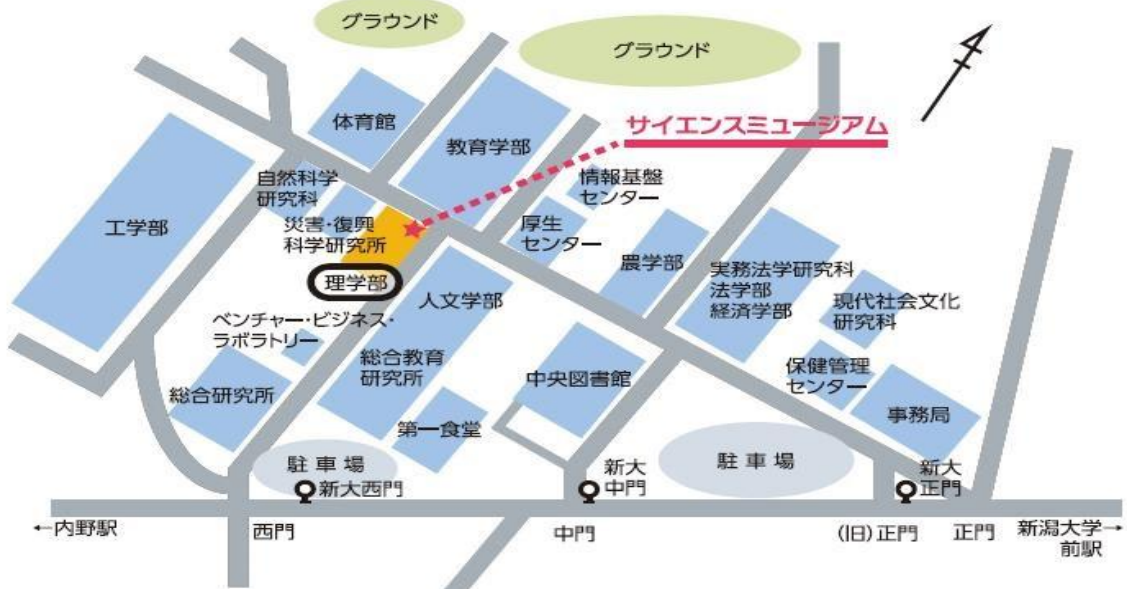 グラウンド
グラウンド
サイエンスミュージアム
体育館
教育学部
自然科学
研究科
情報基盤
センター
工学部
災害・復興
科学研究所
厚生
センター
農学部
実務法学研究科
法学部
経済学部
理学部
人文学部
現代社会文化
研究科
ベンチャー・ビジネス・
ラボラトリー
総合教育
研究所
中央図書館
保健管理
センター
総合研究所
第一食堂
事務局
駐車場
駐車場
新大西門
新大
中門
新大
正門
←内野駅
西門
中門
(旧)正門
正門
新潟大学→
前駅